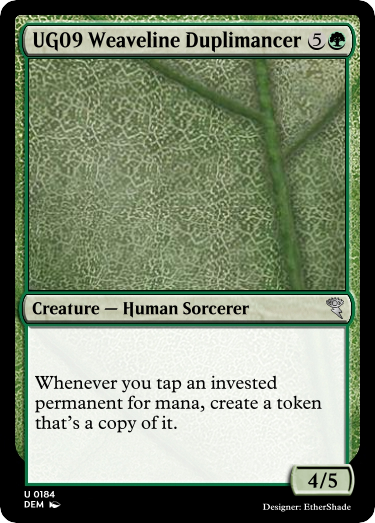 UG09 Weaveline Duplimancer 5
Creature — Human Sorcerer
Whenever you tap an invested
permanent for mana, create a token
that's a copy of it.
4/5
U 0184
DEM
Designer: EtherShade